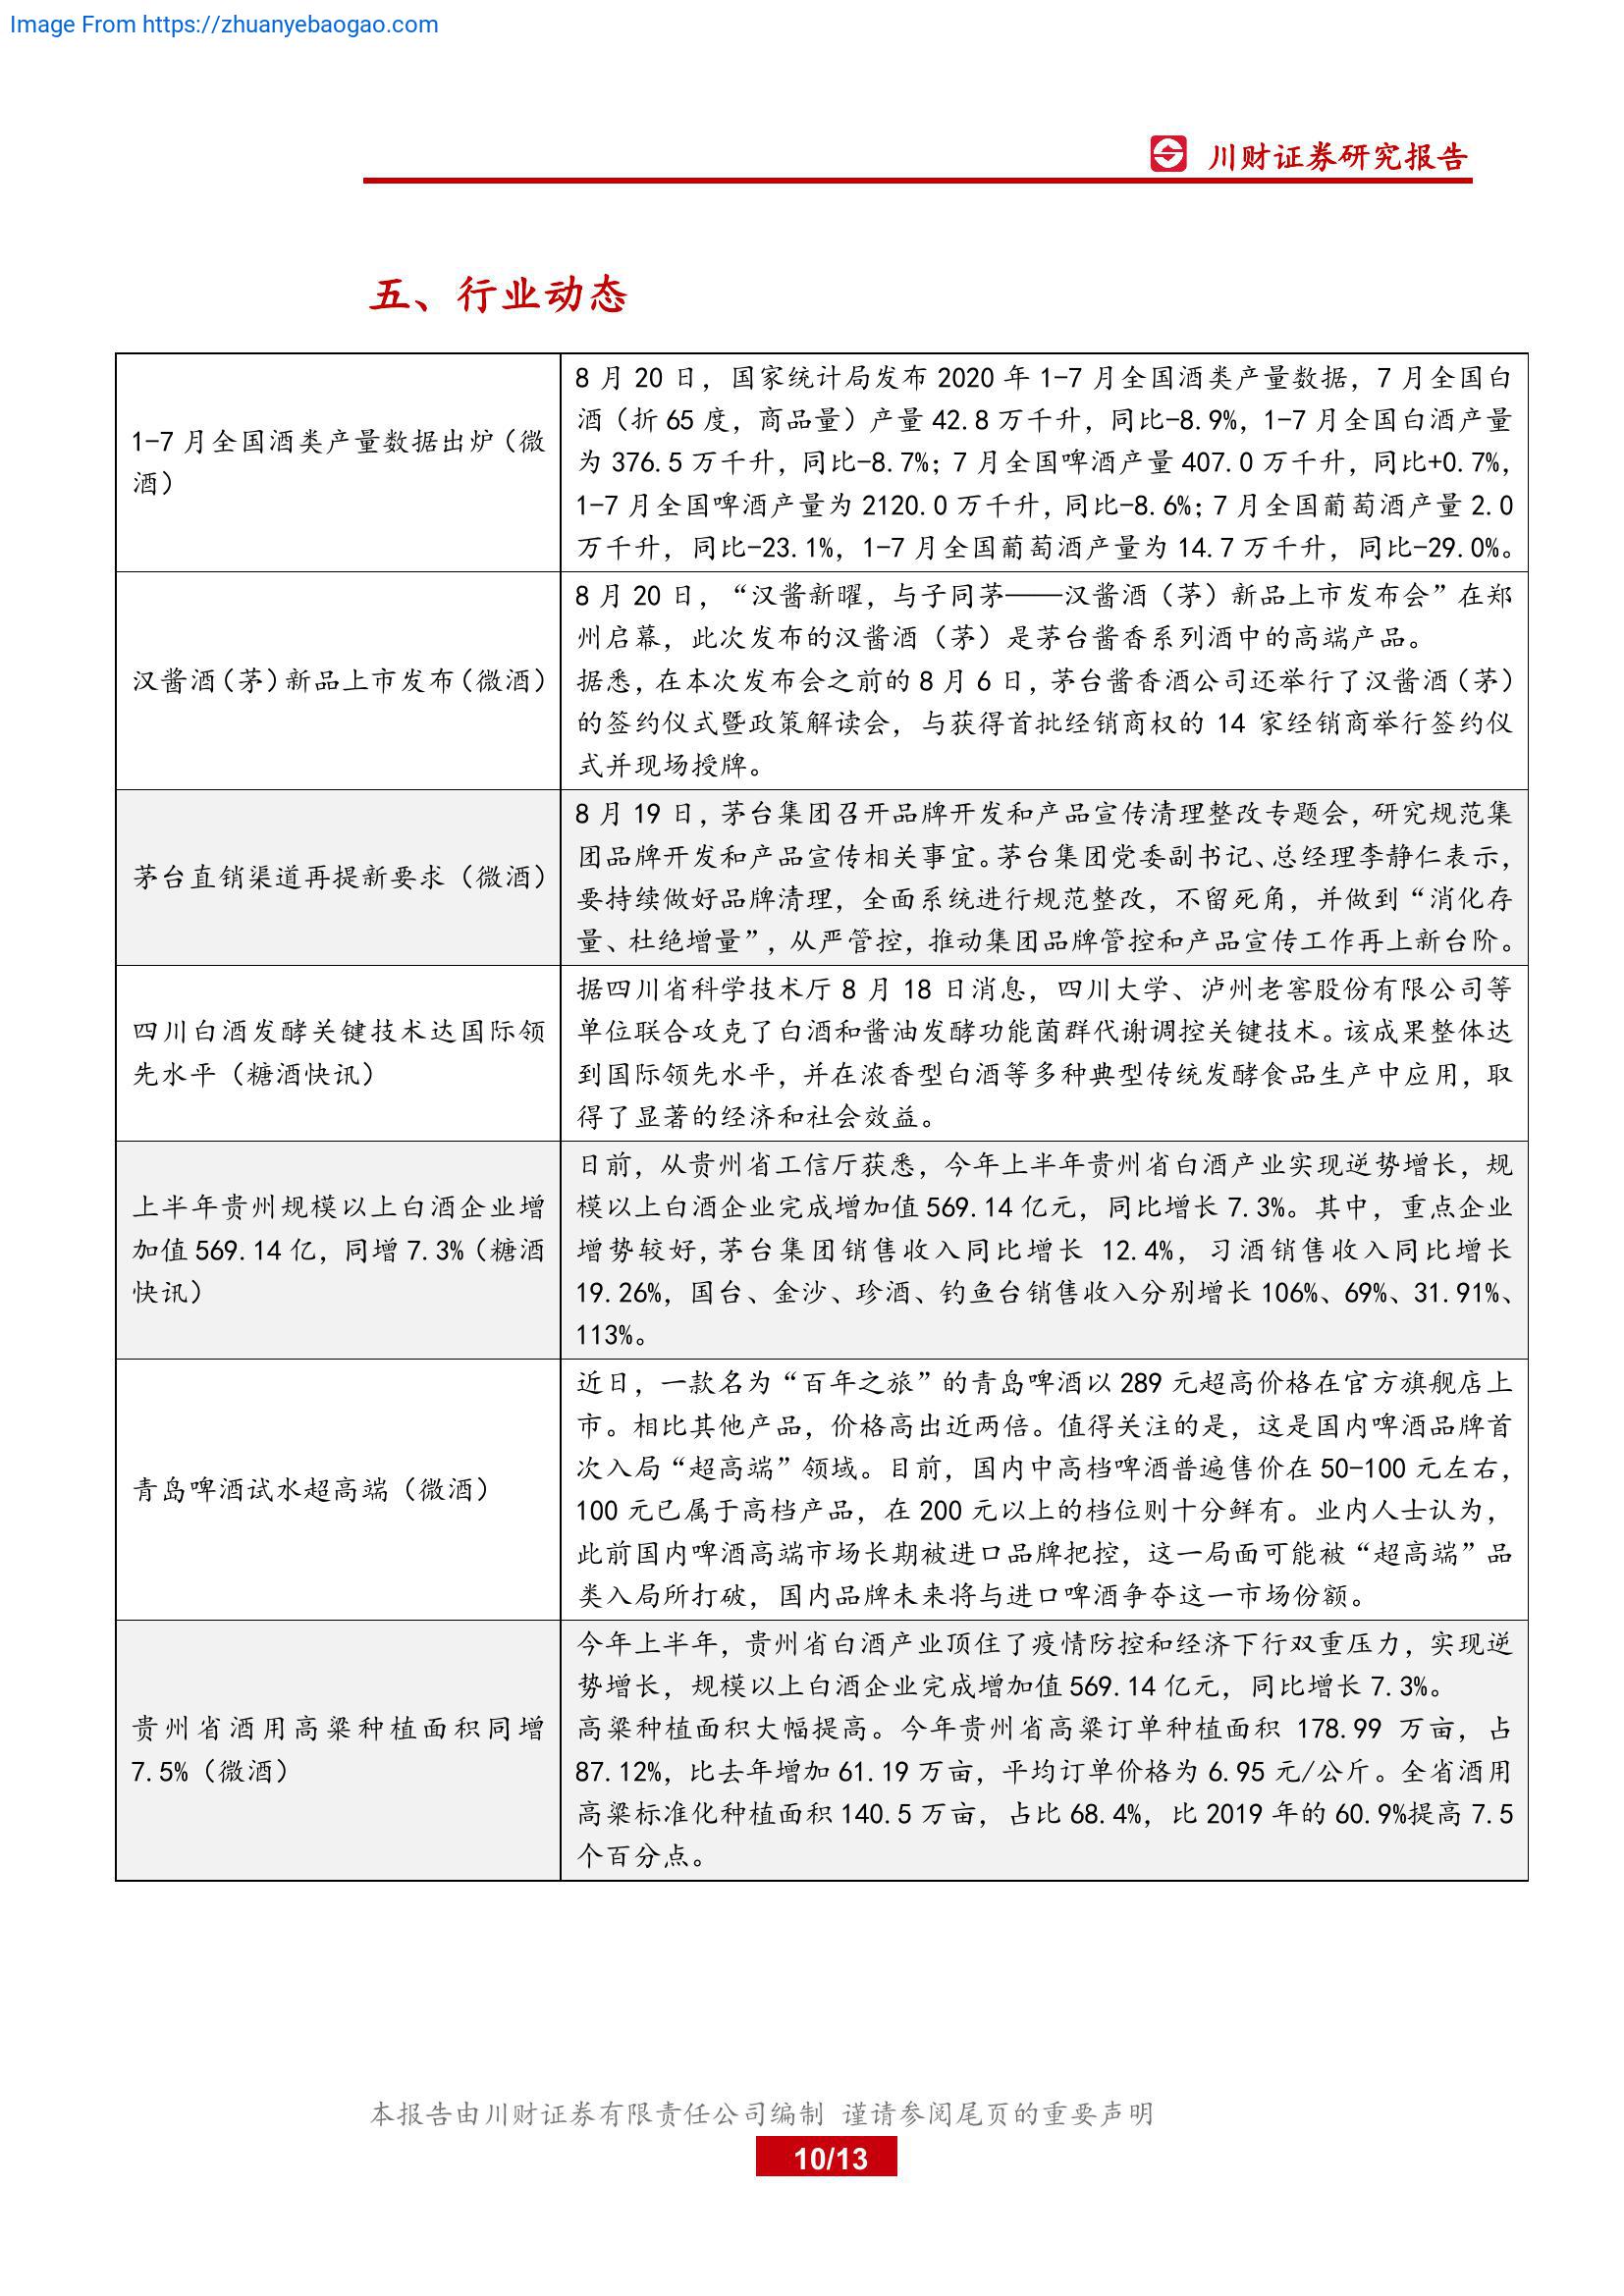 Image From https://zhuanyebaogao.com
川财证券研究报告
五、行业动态
1-7 月全国酒类产量数据出炉（微
酒）
8 月 20 日，国家统计局发布 2020 年 1-7 月全国酒类产量数据，7 月全国白
酒（折 65 度，商品量）产量 42.8 万千升，同比-8.9%，1-7 月全国白酒产量
为 376.5 万千升，同比-8.7%；7 月全国啤酒产量 407.0 万千升，同比+0.7%，
1-7 月全国啤酒产量为 2120.0 万千升，同比-8.6%；7 月全国葡萄酒产量 2.0
万千升，同比-23.1%，1-7 月全国葡萄酒产量为 14.7 万千升，同比-29.0%。
汉酱酒（茅）新品上市发布（微酒）
8 月 20 日，“汉酱新曜，与子同茅——汉酱酒（茅）新品上市发布会”在郑
州启幕，此次发布的汉酱酒（茅）是茅台酱香系列酒中的高端产品。
据悉，在本次发布会之前的 8 月 6 日，茅台酱香酒公司还举行了汉酱酒（茅）
的签约仪式暨政策解读会，与获得首批经销商权的 14 家经销商举行签约仪
式并现场授牌。
茅台直销渠道再提新要求（微酒）
8 月 19 日，茅台集团召开品牌开发和产品宣传清理整改专题会，研究规范集
团品牌开发和产品宣传相关事宜。茅台集团党委副书记、总经理李静仁表示，
要持续做好品牌清理，全面系统进行规范整改，不留死角，并做到“消化存
量、杜绝增量”，从严管控，推动集团品牌管控和产品宣传工作再上新台阶。
四川白酒发酵关键技术达国际领
先水平（糖酒快讯）
据四川省科学技术厅 8 月 18 日消息，四川大学、泸州老窖股份有限公司等
单位联合攻克了白酒和酱油发酵功能菌群代谢调控关键技术。该成果整体达
到国际领先水平，并在浓香型白酒等多种典型传统发酵食品生产中应用，取
得了显著的经济和社会效益。
上半年贵州规模以上白酒企业增
加值 569.14 亿，同增 7.3%（糖酒
快讯）
日前，从贵州省工信厅获悉，今年上半年贵州省白酒产业实现逆势增长，规
模以上白酒企业完成增加值 569.14 亿元，同比增长 7.3%。其中，重点企业
增势较好，茅台集团销售收入同比增长 12.4%，习酒销售收入同比增长
19.26%，国台、金沙、珍酒、钓鱼台销售收入分别增长 106%、69%、31.91%、
113%。
青岛啤酒试水超高端（微酒）
近日，一款名为“百年之旅”的青岛啤酒以 289 元超高价格在官方旗舰店上
市。相比其他产品，价格高出近两倍。值得关注的是，这是国内啤酒品牌首
次入局“超高端”领域。目前，国内中高档啤酒普遍售价在 50-100 元左右，
100 元已属于高档产品，在 200 元以上的档位则十分鲜有。业内人士认为，
此前国内啤酒高端市场长期被进口品牌把控，这一局面可能被“超高端”品
类入局所打破，国内品牌未来将与进口啤酒争夺这一市场份额。
贵州省酒用高粱种植面积同增
7.5%（微酒）
今年上半年，贵州省白酒产业顶住了疫情防控和经济下行双重压力，实现逆
势增长，规模以上白酒企业完成增加值 569.14 亿元，同比增长 7.3%。
高粱种植面积大幅提高。今年贵州省高粱订单种植面积 178.99 万亩，占
87.12%，比去年增加 61.19 万亩，平均订单价格为 6.95 元/公斤。全省酒用
高粱标准化种植面积 140.5 万亩，占比 68.4%，比 2019 年的 60.9%提高 7.5
个百分点。
本报告由川财证券有限责任公司编制 谨请参阅尾页的重要声明
10/13